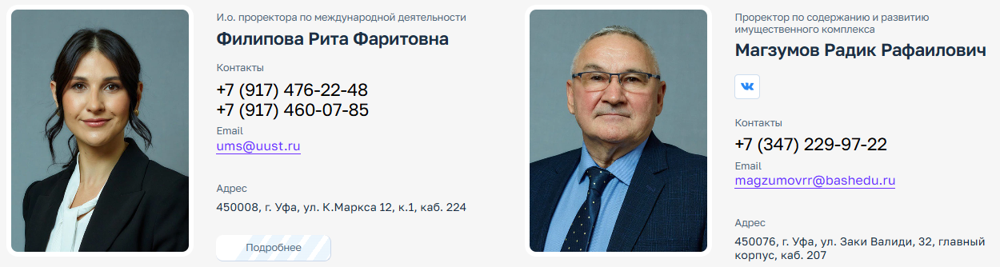 И.о. проректора по международной деятельности
Филипова Рита Фаритовна
Контакты
+7 (917) 476-22-48
+7 (917) 460-07-85
Email
ums@uust.ru
Адрес
450008, г. Уфа, ул. К.Маркса 12, к.1, каб. 224
Подробнее
Проректор по содержанию и развитию
имущественного комплекса
Магзумов Радик Рафаилович
Контакты
+7 (347) 229-97-22
Email
magzumovrr@bashedu.ru
Адрес
450076, г. Уфа, ул. Заки Валиди, 32, главный
корпус, каб. 207